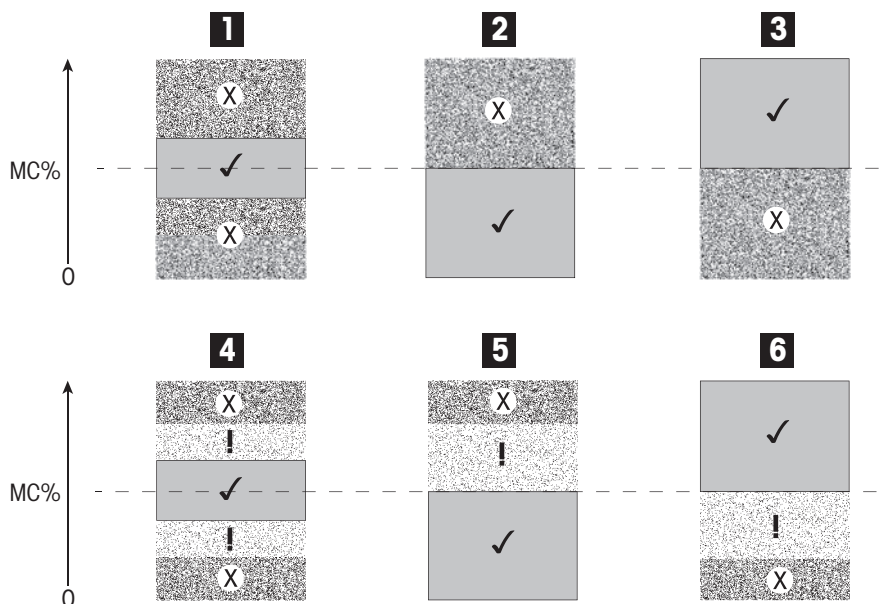 1 2 3
X X ✓
MC% ✓
X ✓ X
0
4 5 6
X X ✓
! !
MC% ✓
! ✓ !
X X
0